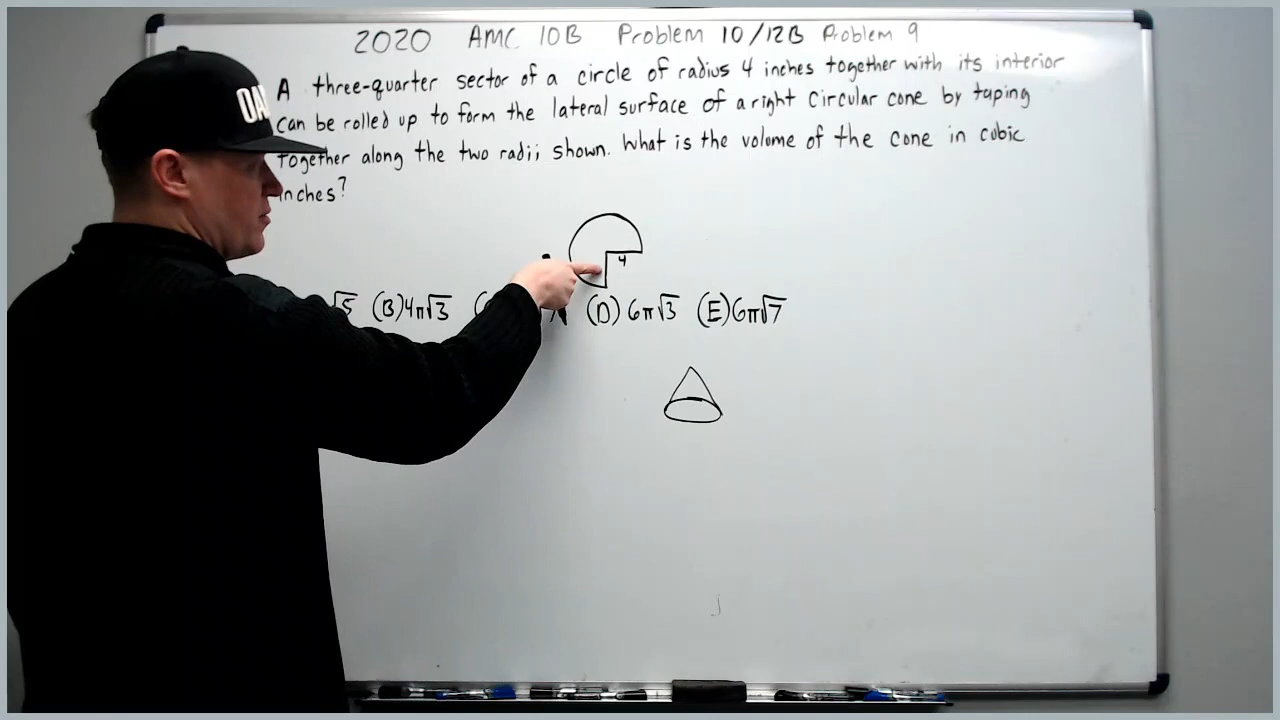 2020 AMC 10B Problem 10/12B Problem 9
A three-quarter sector of a circle of radius 4 inches together with its interior
can be rolled up to form the lateral surface of a right circular cone by taping
together along the two radii shown. What is the volume of the cone in cubic
inches?
4
√5 (B) 4π√3 (D) 6π√3 (E) 6π√7